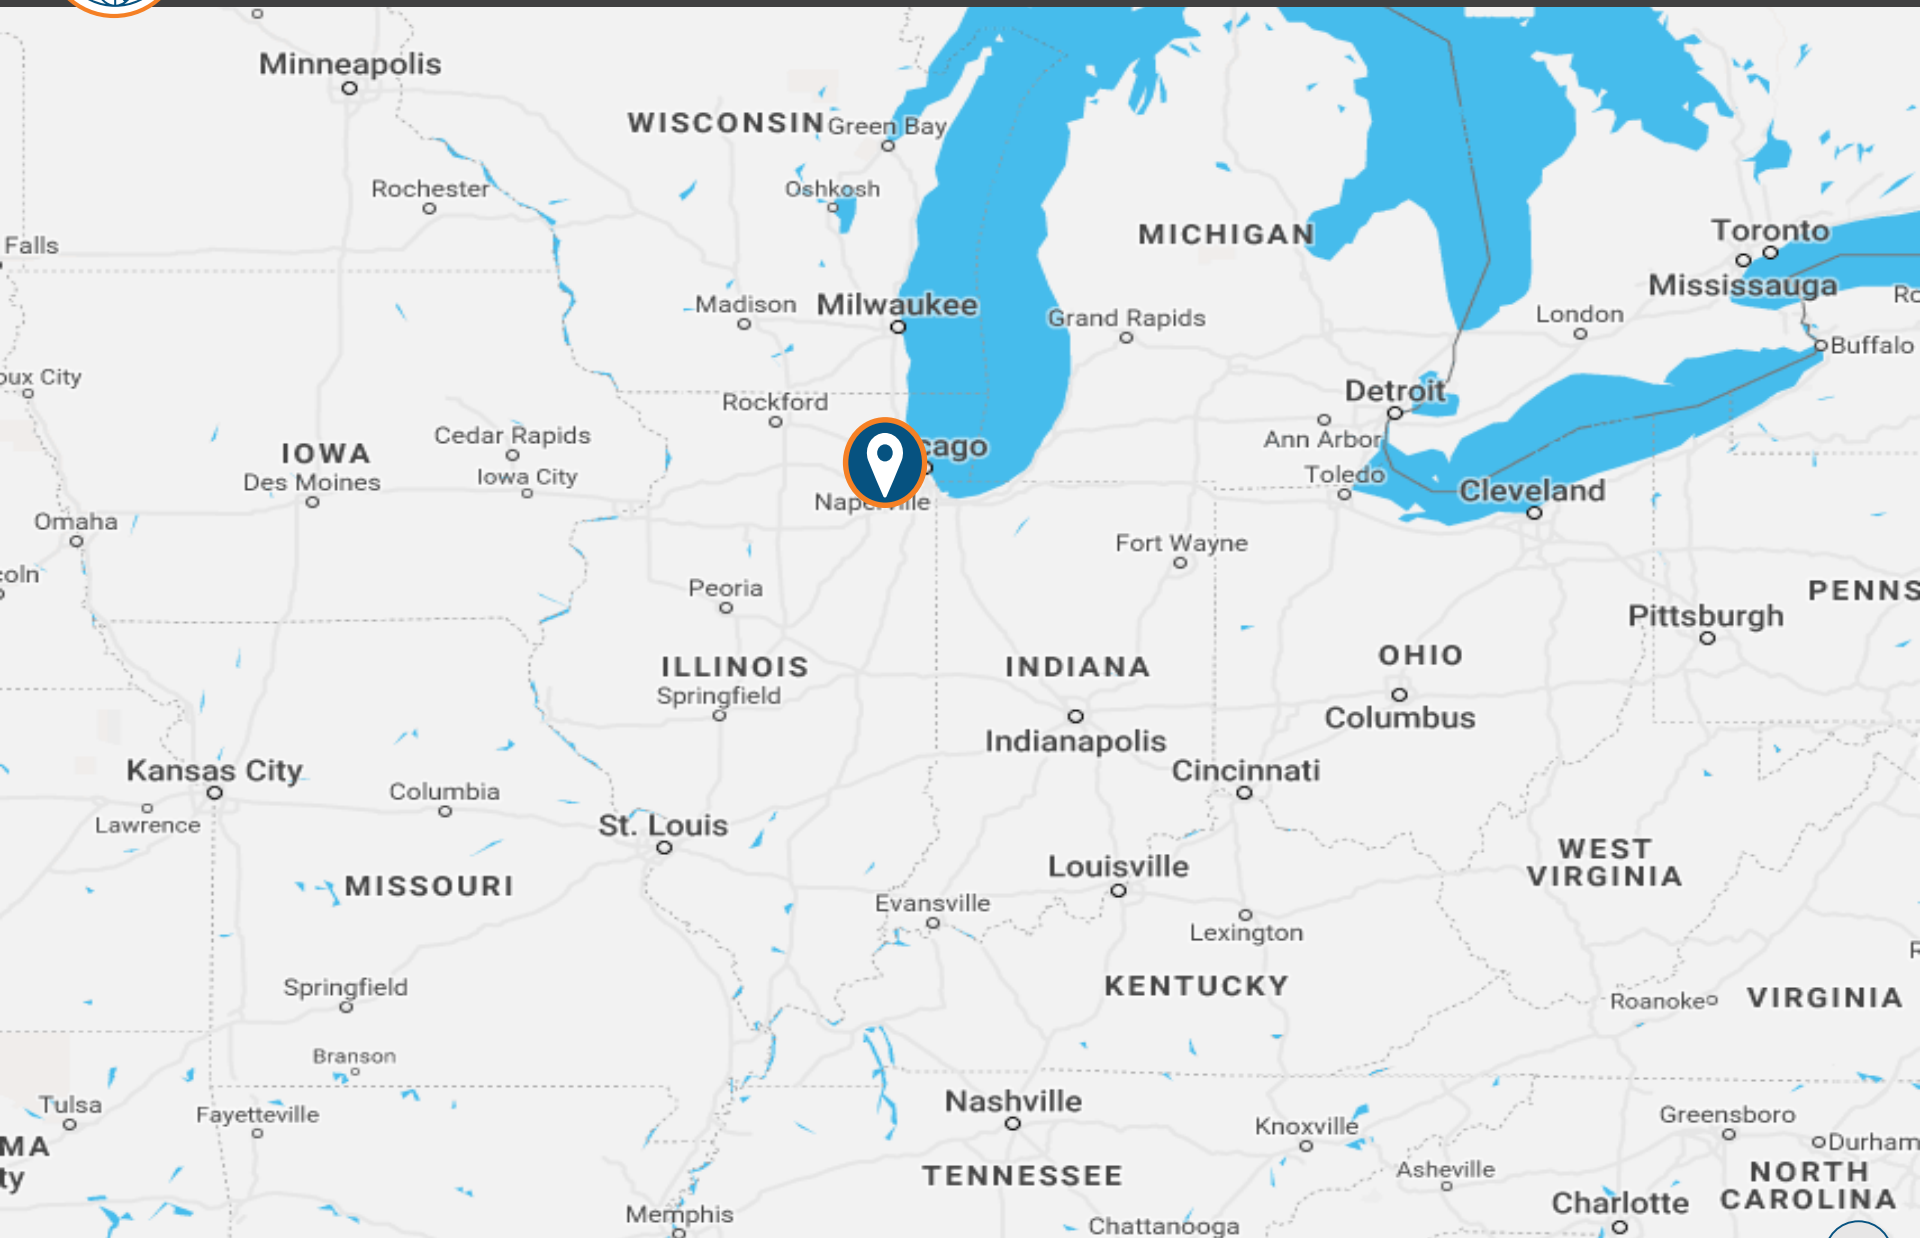 Minneapolis
WISCONSIN
Green Bay
Rochester
Oshkosh
Falls
MICHIGAN
Toronto
Mississauga
Madison
Milwaukee
Grand Rapids
London
Buffalo
oux City
Rockford
Detroit
Cedar Rapids
IOWA
cago
Ann Arbor
Des Moines
Iowa City
Toledo
Cleveland
Omaha
Fort Wayne
coln
Peoria
PENNS
Pittsburgh
ILLINOIS
INDIANA
OHIO
Springfield
Columbus
Indianapolis
Kansas City
Cincinnati
Columbia
Lawrence
St. Louis
WEST
VIRGINIA
Louisville
MISSOURI
Evansville
Lexington
Springfield
KENTUCKY
Roanoke
VIRGINIA
Branson
Tulsa
Fayetteville
Nashville
Knoxville
Greensboro
Durham
MA
ty
TENNESSEE
Asheville
NORTH
CAROLINA
Charlotte
Memphis
Chattanooga